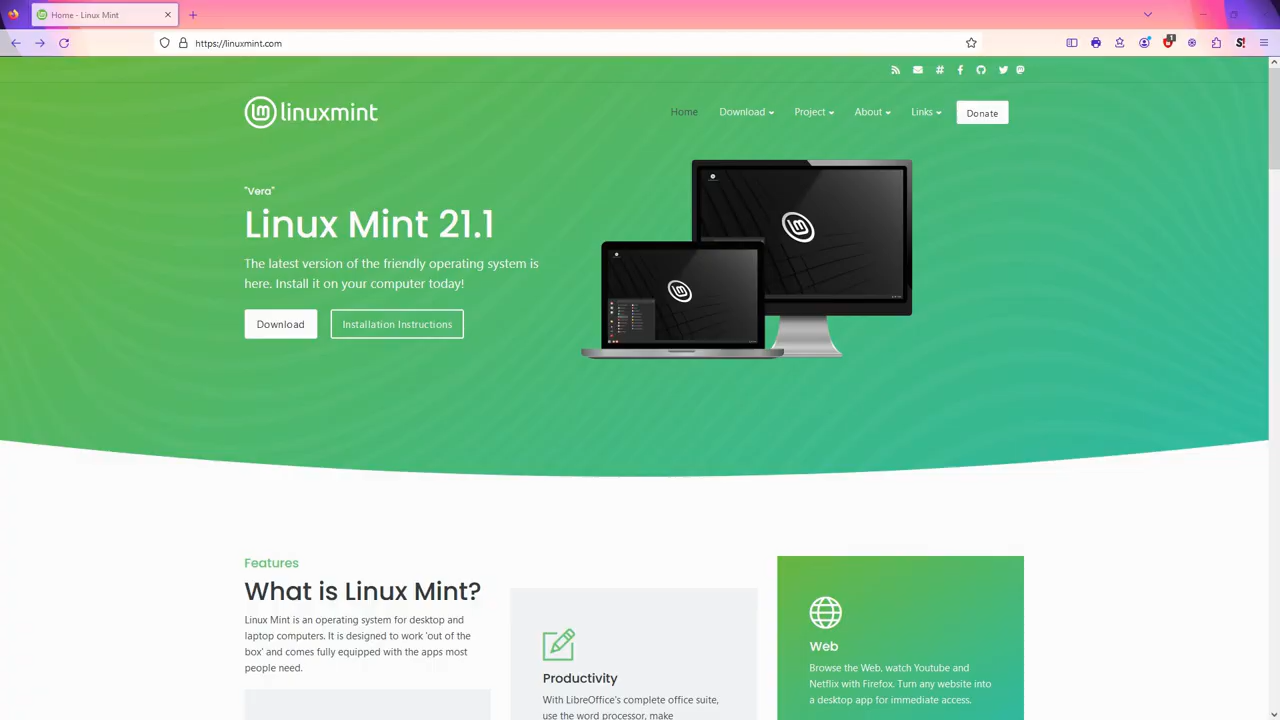 Home - Linux Mint
https://linuxmint.com
1
S!
linuxmint
Home
Download
Project
About
Links
Donate
"Vera"
Linux Mint 21.1
The latest version of the friendly operating system is
here. Install it on your computer today!
Download
Installation Instructions
Features
What is Linux Mint?
Linux Mint is an operating system for desktop and
laptop computers. It is designed to work 'out of the
box' and comes fully equipped with the apps most
people need.
Productivity
With LibreOffice's complete office suite,
use the word processor, make
Web
Browse the Web, watch Youtube and
Netflix with Firefox. Turn any website into
a desktop app for immediate access.